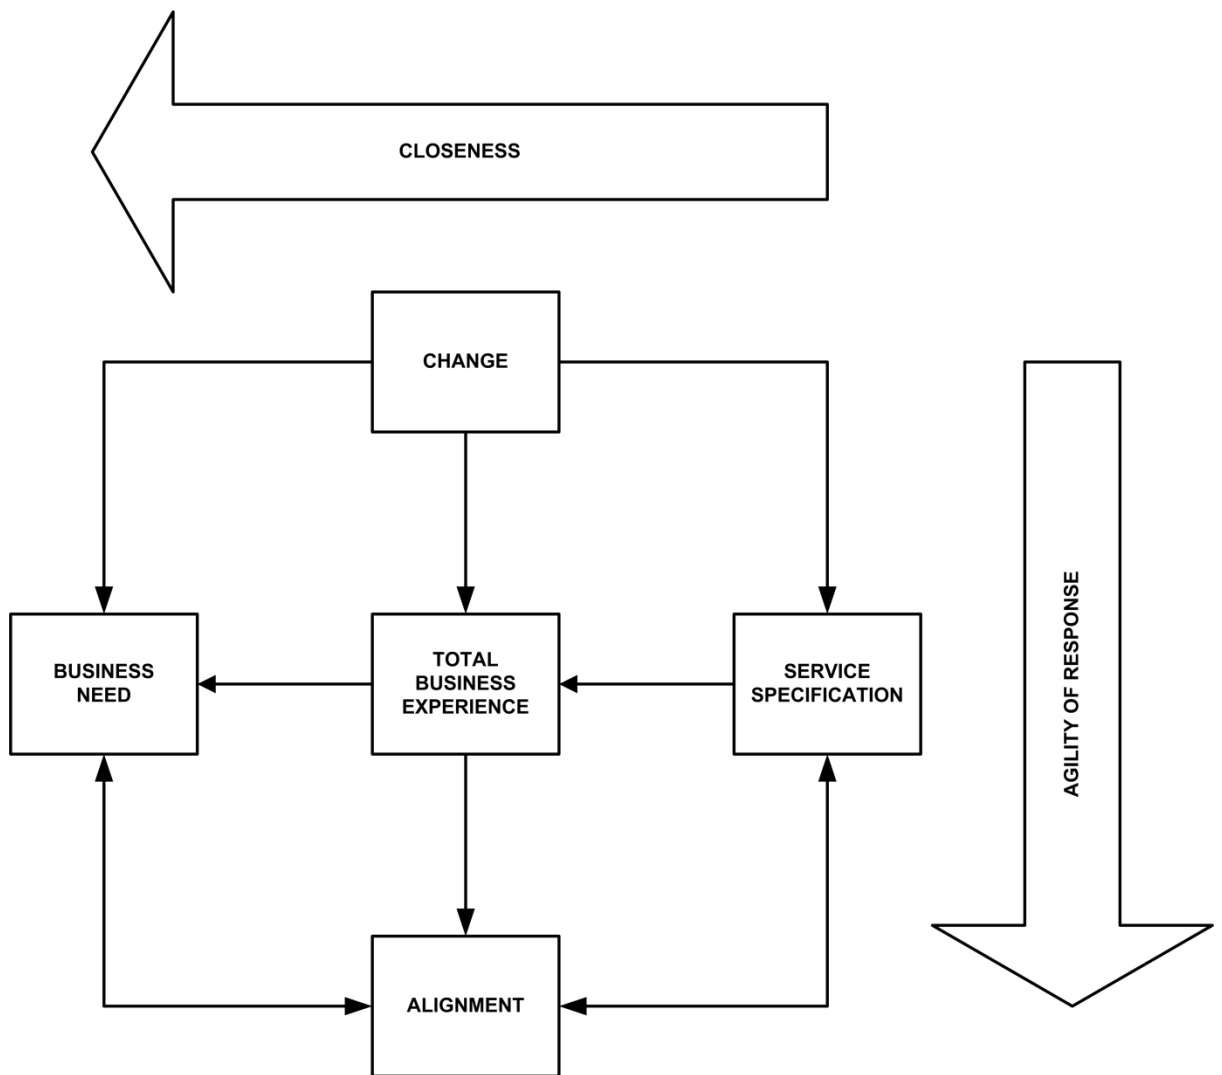 CLOSENESS
CHANGE
BUSINESS
NEED
TOTAL
BUSINESS
EXPERIENCE
SERVICE
SPECIFICATION
AGILITY OF RESPONSE
ALIGNMENT